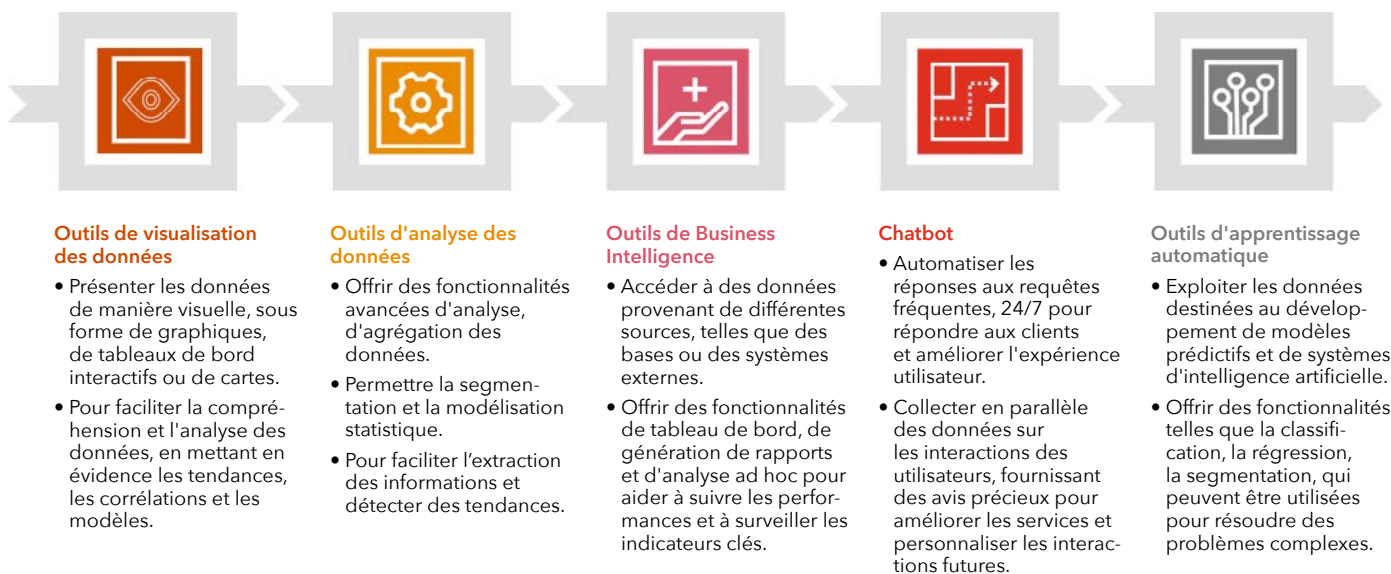 Outils de visualisation
des données
• Présenter les données
de manière visuelle, sous
forme de graphiques,
de tableaux de bord
interactifs ou de cartes.
• Pour faciliter la compré-
hension et l'analyse des
données, en mettant en
évidence les tendances,
les corrélations et les
modèles.
Outils d'analyse des
données
• Offrir des fonctionnalités
avancées d'analyse,
d'agrégation des
données.
• Permettre la segmen-
tation et la modélisation
statistique.
• Pour faciliter l’extraction
des informations et
détecter des tendances.
Outils de Business
Intelligence
• Accéder à des données
provenant de différentes
sources, telles que des
bases ou des systèmes
externes.
• Offrir des fonctionnalités
de tableau de bord, de
génération de rapports
et d'analyse ad hoc pour
aider à suivre les perfor-
mances et à surveiller les
indicateurs clés.
Chatbot
• Automatiser les
réponses aux requêtes
fréquentes, 24/7 pour
répondre aux clients
et améliorer l'expérience
utilisateur.
• Collecter en parallèle
des données sur
les interactions des
utilisateurs, fournissant
des avis précieux pour
améliorer les services et
personnaliser les interac-
tions futures.
Outils d'apprentissage
automatique
• Exploiter les données
destinées au dévelop-
pement de modèles
prédictifs et de systèmes
d'intelligence artificielle.
• Offrir des fonctionnalités
telles que la classifi-
cation, la régression,
la segmentation, qui
peuvent être utilisées
pour résoudre des
problèmes complexes.